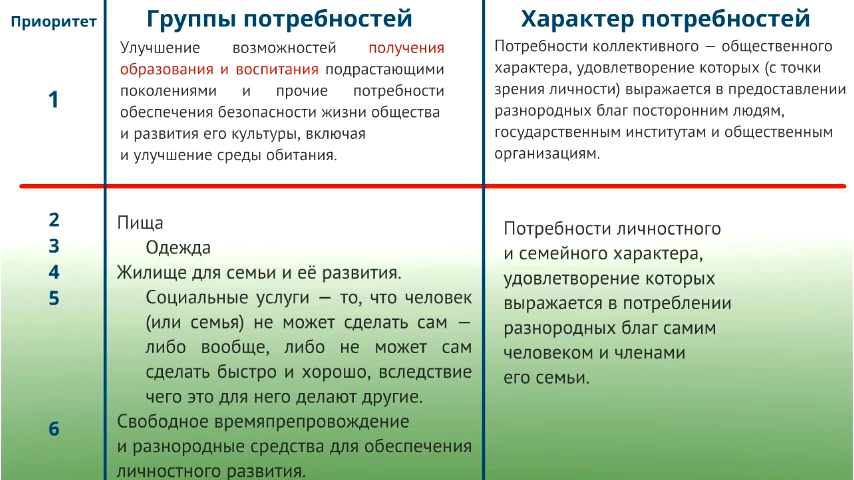 Приоритет
Группы потребностей
Характер потребностей
1
Улучшение возможностей получения
образования и воспитания подрастающими
поколениями и прочие потребности
обеспечения безопасности жизни общества
и развития его культуры, включая
и улучшение среды обитания.
Потребности коллективного — общественного
характера, удовлетворение которых (с точки
зрения личности) выражается в предоставлении
разнородных благ посторонним людям,
государственным институтам и общественным
организациям.
2
Пища
3
Одежда
4
Жилище для семьи и её развития.
5
Социальные услуги — то, что человек
(или семья) не может сделать сам —
либо вообще, либо не может сам
сделать быстро и хорошо, вследствие
чего это для него делают другие.
6
Свободное времяпрепровождение
и разнородные средства для обеспечения
личностного развития.
Потребности личностного
и семейного характера,
удовлетворение которых
выражается в потреблении
разнородных благ самим
человеком и членами
его семьи.